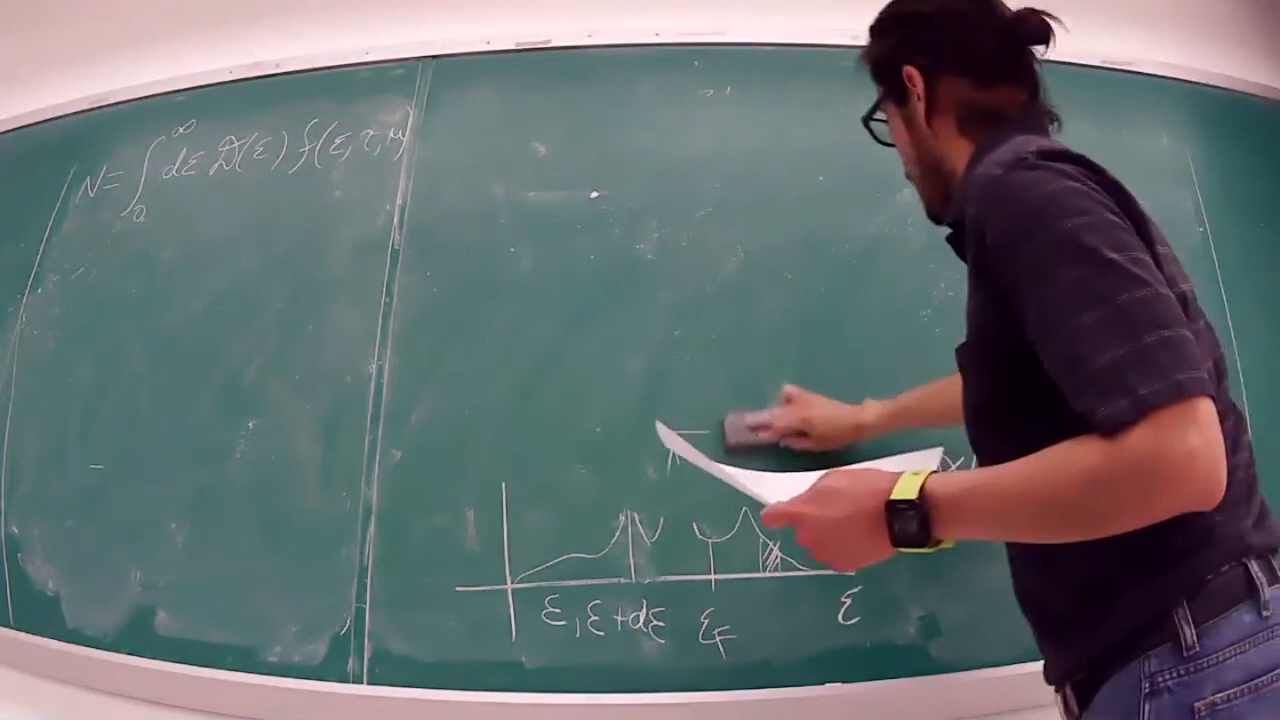 N = ∫₀^∞ dε 𝒟(ε) f(ε, τ, μ)
ε, ε+dε ε_F ε